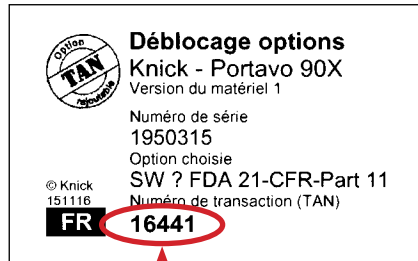 Option
TAN
rajoutable
Déblocage options
Knick - Portavo 90X
Version du matériel 1
Numéro de série
1950315
Option choisie
SW ? FDA 21-CFR-Part 11
Numéro de transaction (TAN)
16441
© Knick
151116
FR